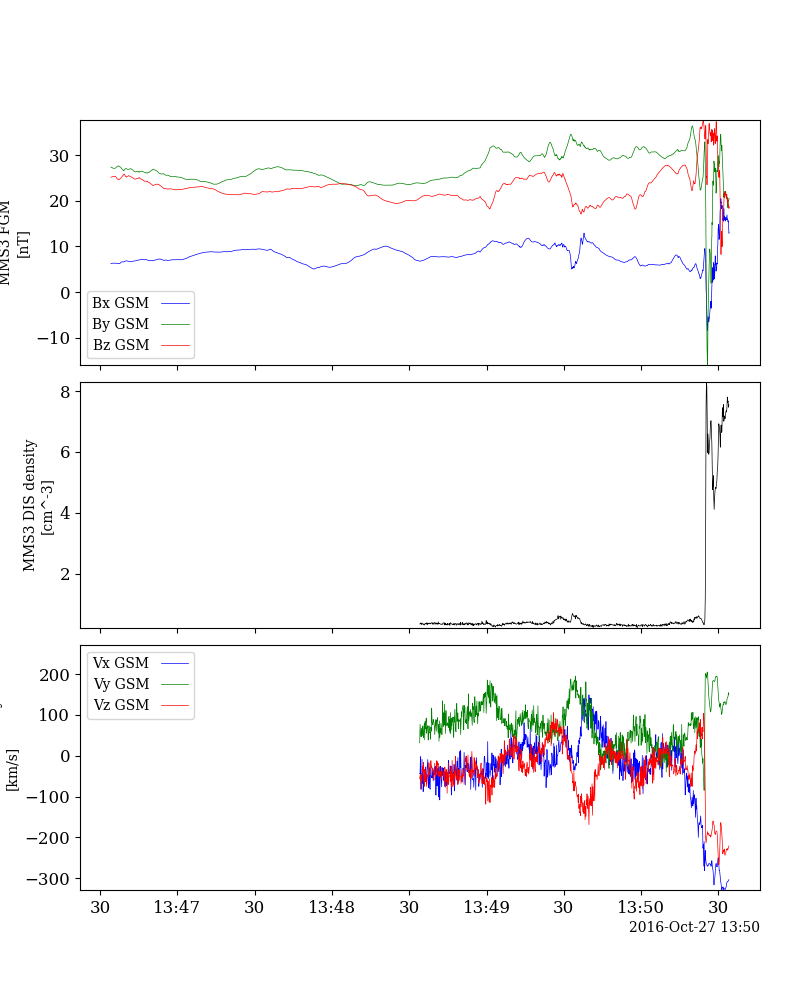 30
20
10
0
−10
MMS3 FGM
[nT]
Bx GSM
By GSM
Bz GSM
8
6
4
2
MMS3 DIS density
[cm^-3]
200
100
0
−100
−200
−300
[km/s]
Vx GSM
Vy GSM
Vz GSM
30 13:47 30 13:48 30 13:49 30 13:50 30
2016-Oct-27 13:50